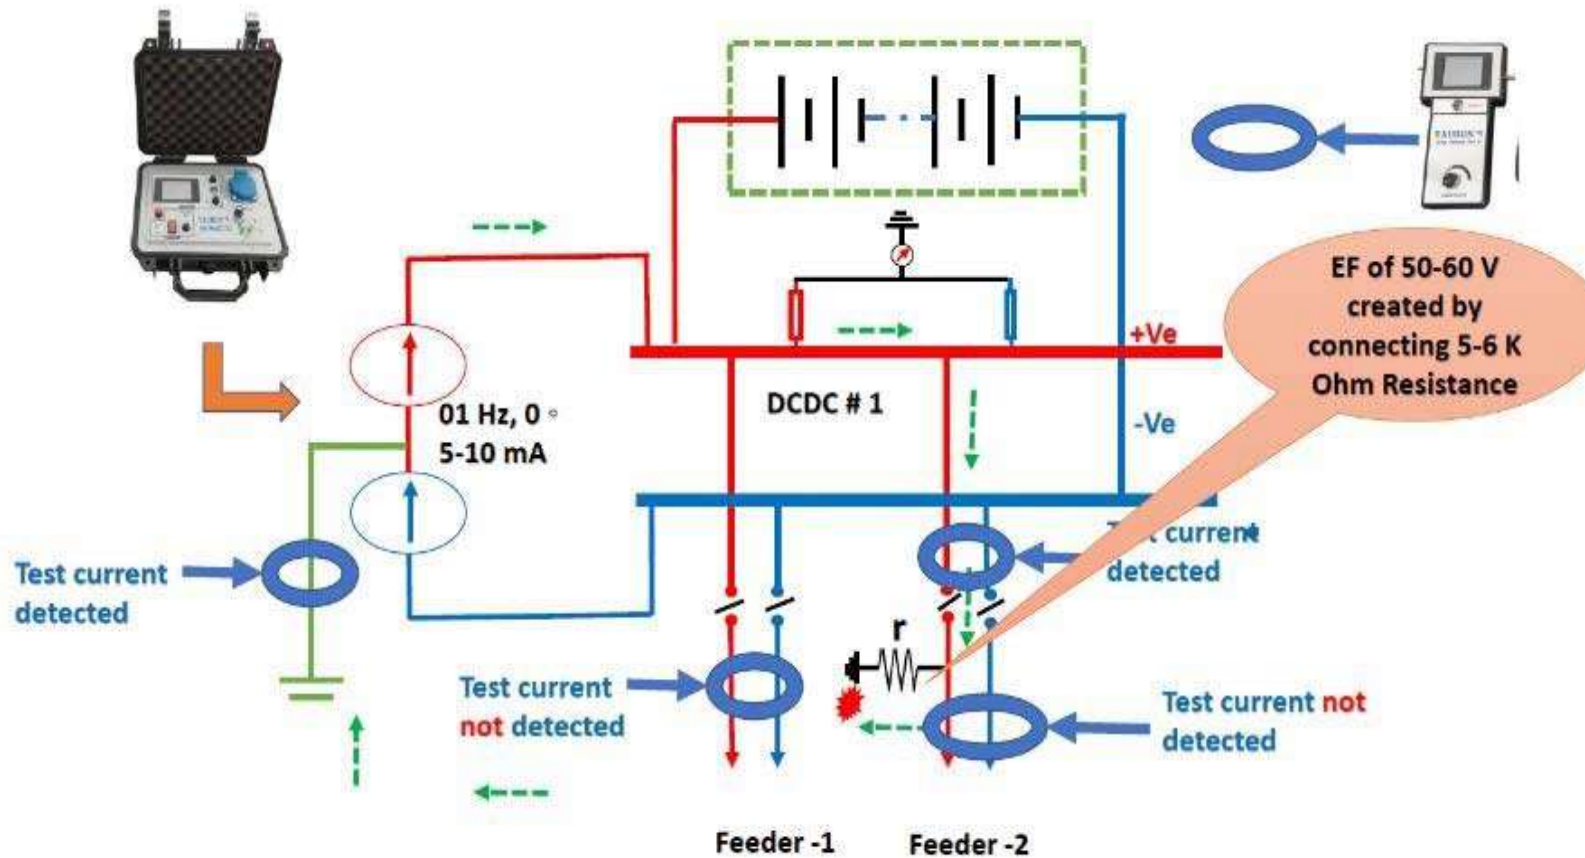 EF of 50-60 V
created by
connecting 5-6 K
Ohm Resistance
+Ve
DCDC # 1
01 Hz, 0 °
5-10 mA
-Ve
Test current
detected
current
detected
r
Test current
not detected
Test current not
detected
Feeder -1
Feeder -2